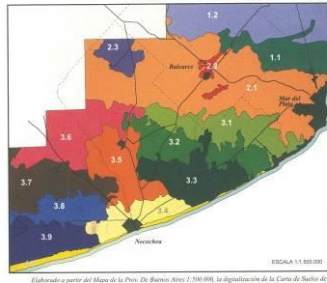 1.2
2.3
1.1
2.2
Balcarce
2.1
Mar del
Plata
3.1
3.6
3.2
3.5
3.3
3.7
3.8
3.4
3.9
Necochea
ESCALA 1:1.500.000
Elaborado a partir del Mapa de la Prov. De Buenos Aires 1:500.000, la digitalización de la Carta de Suelos de